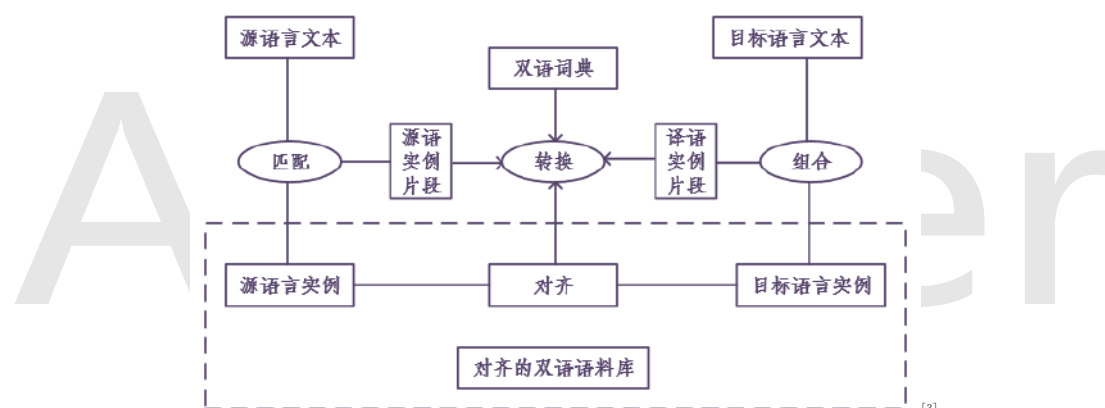 源语言文本
目标语言文本
双语词典
匹配
源语
实例
片段
转换
译语
实例
片段
组合
源语言实例
对齐
目标语言实例
对齐的双语语料库
[2]